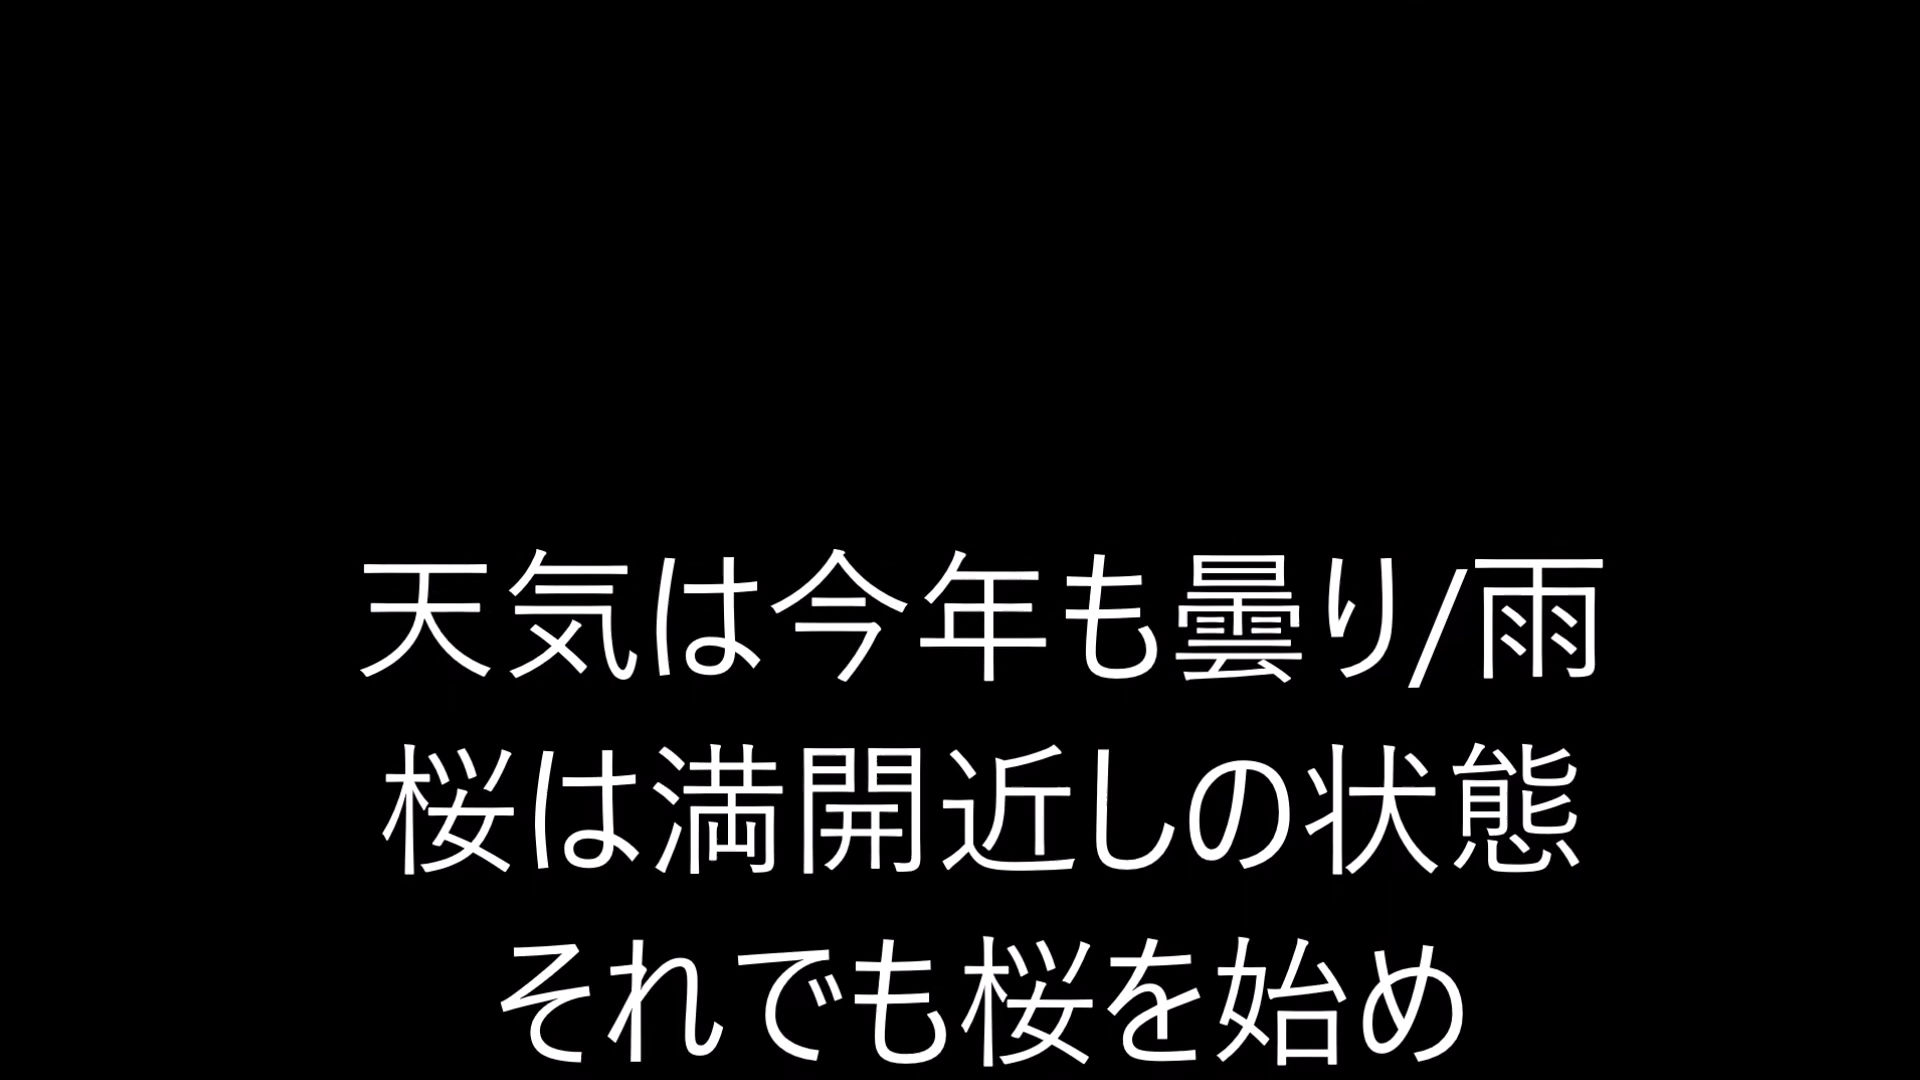 天気は今年も曇り/雨
桜は満開近しの状態
それでも桜を始め